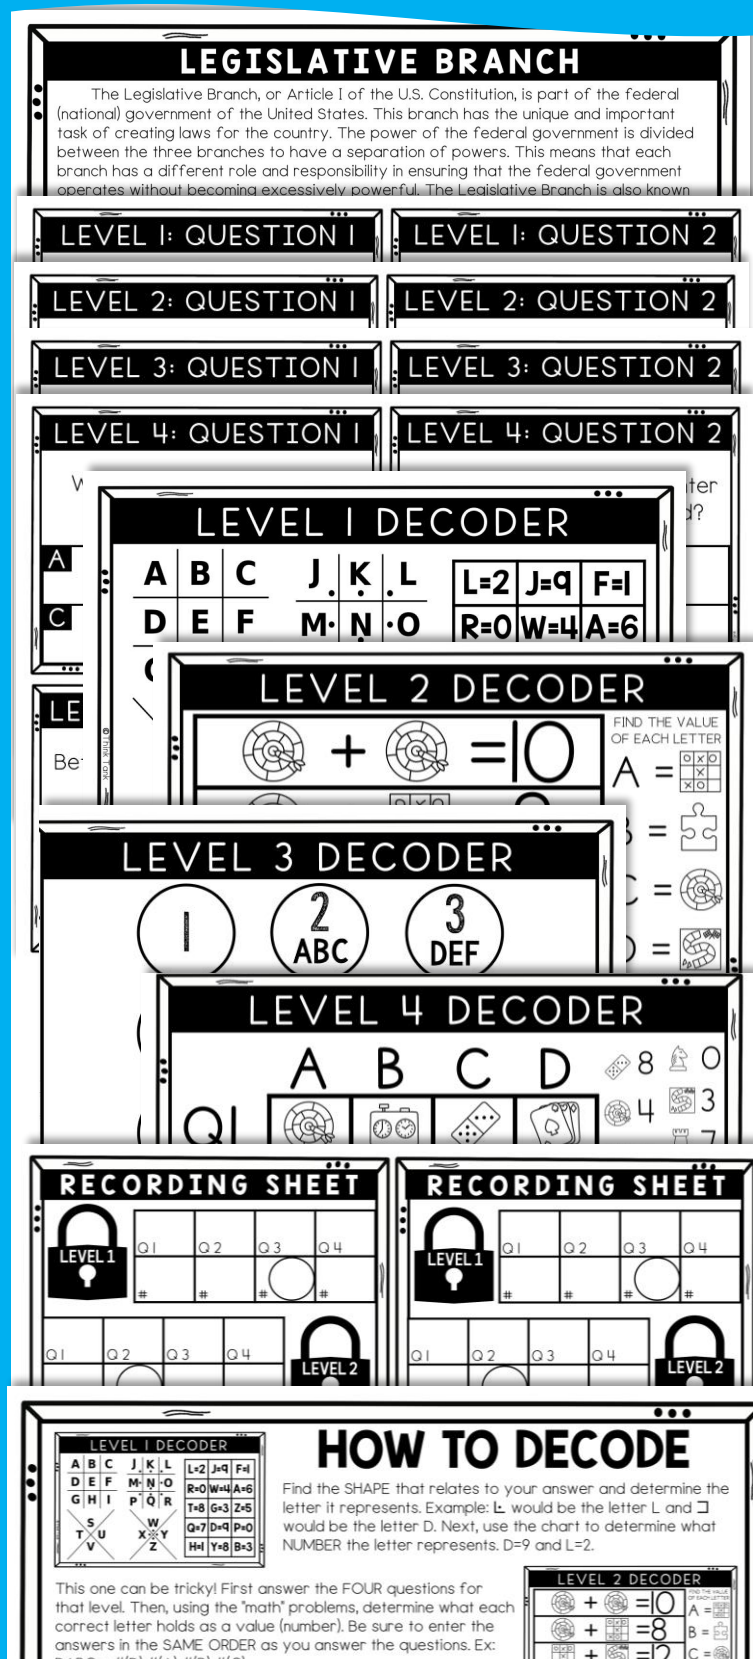 LEGISLATIVE BRANCH
The Legislative Branch, or Article I of the U.S. Constitution, is part of the federal
(national) government of the United States. This branch has the unique and important
task of creating laws for the country. The power of the federal government is divided
between the three branches to have a separation of powers. This means that each
branch has a different role and responsibility in ensuring that the federal government
operates without becoming excessively powerful. The Legislative Branch is also known
LEVEL 1: QUESTION 1
LEVEL 1: QUESTION 2
LEVEL 2: QUESTION 1
LEVEL 2: QUESTION 2
LEVEL 3: QUESTION 1
LEVEL 3: QUESTION 2
LEVEL 4: QUESTION 1
LEVEL 4: QUESTION 2
A
C
LE
Be
LEVEL 1 DECODER
A B C J K L
L=2 J=9 F=1
D E F M N O
R=0 W=4 A=6
© Think Tank
LEVEL 2 DECODER
+ =10
FIND THE VALUE
OF EACH LETTER
A =
=
=
=
LEVEL 3 DECODER
1
2
ABC
3
DEF
LEVEL 4 DECODER
A B C D
8 0
4 3
Q1
RECORDING SHEET
LEVEL 1
Q1 Q2 Q3 Q4
# # # #
Q1 Q2 Q3 Q4
LEVEL 2
RECORDING SHEET
LEVEL 1
Q1 Q2 Q3 Q4
# # # #
Q1 Q2 Q3 Q4
LEVEL 2
LEVEL 1 DECODER
A B C J K L
D E F M N O
G H I P Q R
S W
T U X Y
V Z
L=2 J=9 F=1
R=0 W=4 A=6
T=8 G=3 Z=5
Q=7 D=9 P=0
H=1 Y=8 B=3
HOW TO DECODE
Find the SHAPE that relates to your answer and determine the
letter it represents. Example: would be the letter L and
would be the letter D. Next, use the chart to determine what
NUMBER the letter represents. D=9 and L=2.
This one can be tricky! First answer the FOUR questions for
that level. Then, using the "math" problems, determine what each
correct letter holds as a value (number). Be sure to enter the
answers in the SAME ORDER as you answer the questions. Ex:
LEVEL 2 DECODER
+ =10
+ =8
+ =12
FIND THE VALUE
OF EACH LETTER
A =
B =
C =